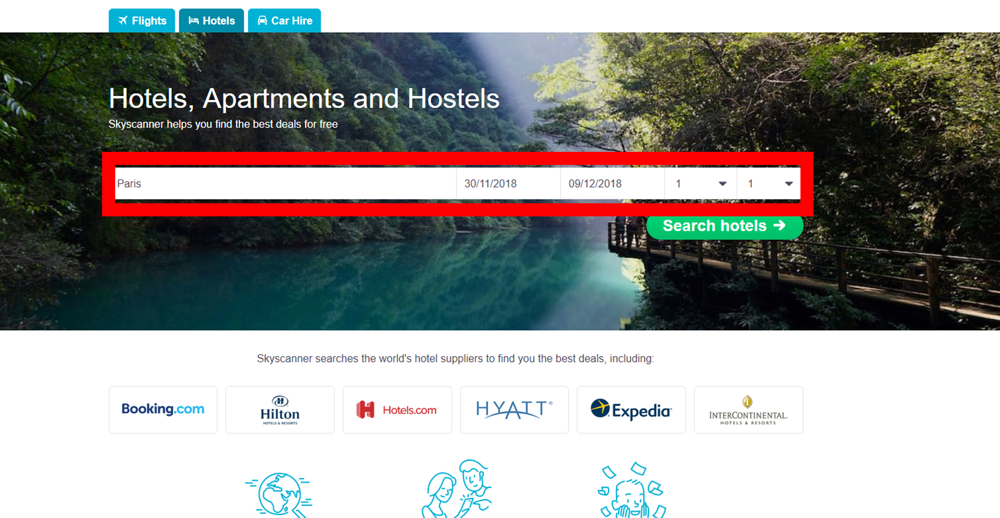 Flights
Hotels
Car Hire
Hotels, Apartments and Hostels
Skyscanner helps you find the best deals for free
Paris
30/11/2018
09/12/2018
1
1
Search hotels
Skyscanner searches the world's hotel suppliers to find you the best deals, including:
Booking.com
Hilton
HOTELS & RESORTS
H Hotels.com
HYATT®
Expedia®
INTERCONTINENTAL.
HOTELS & RESORTS